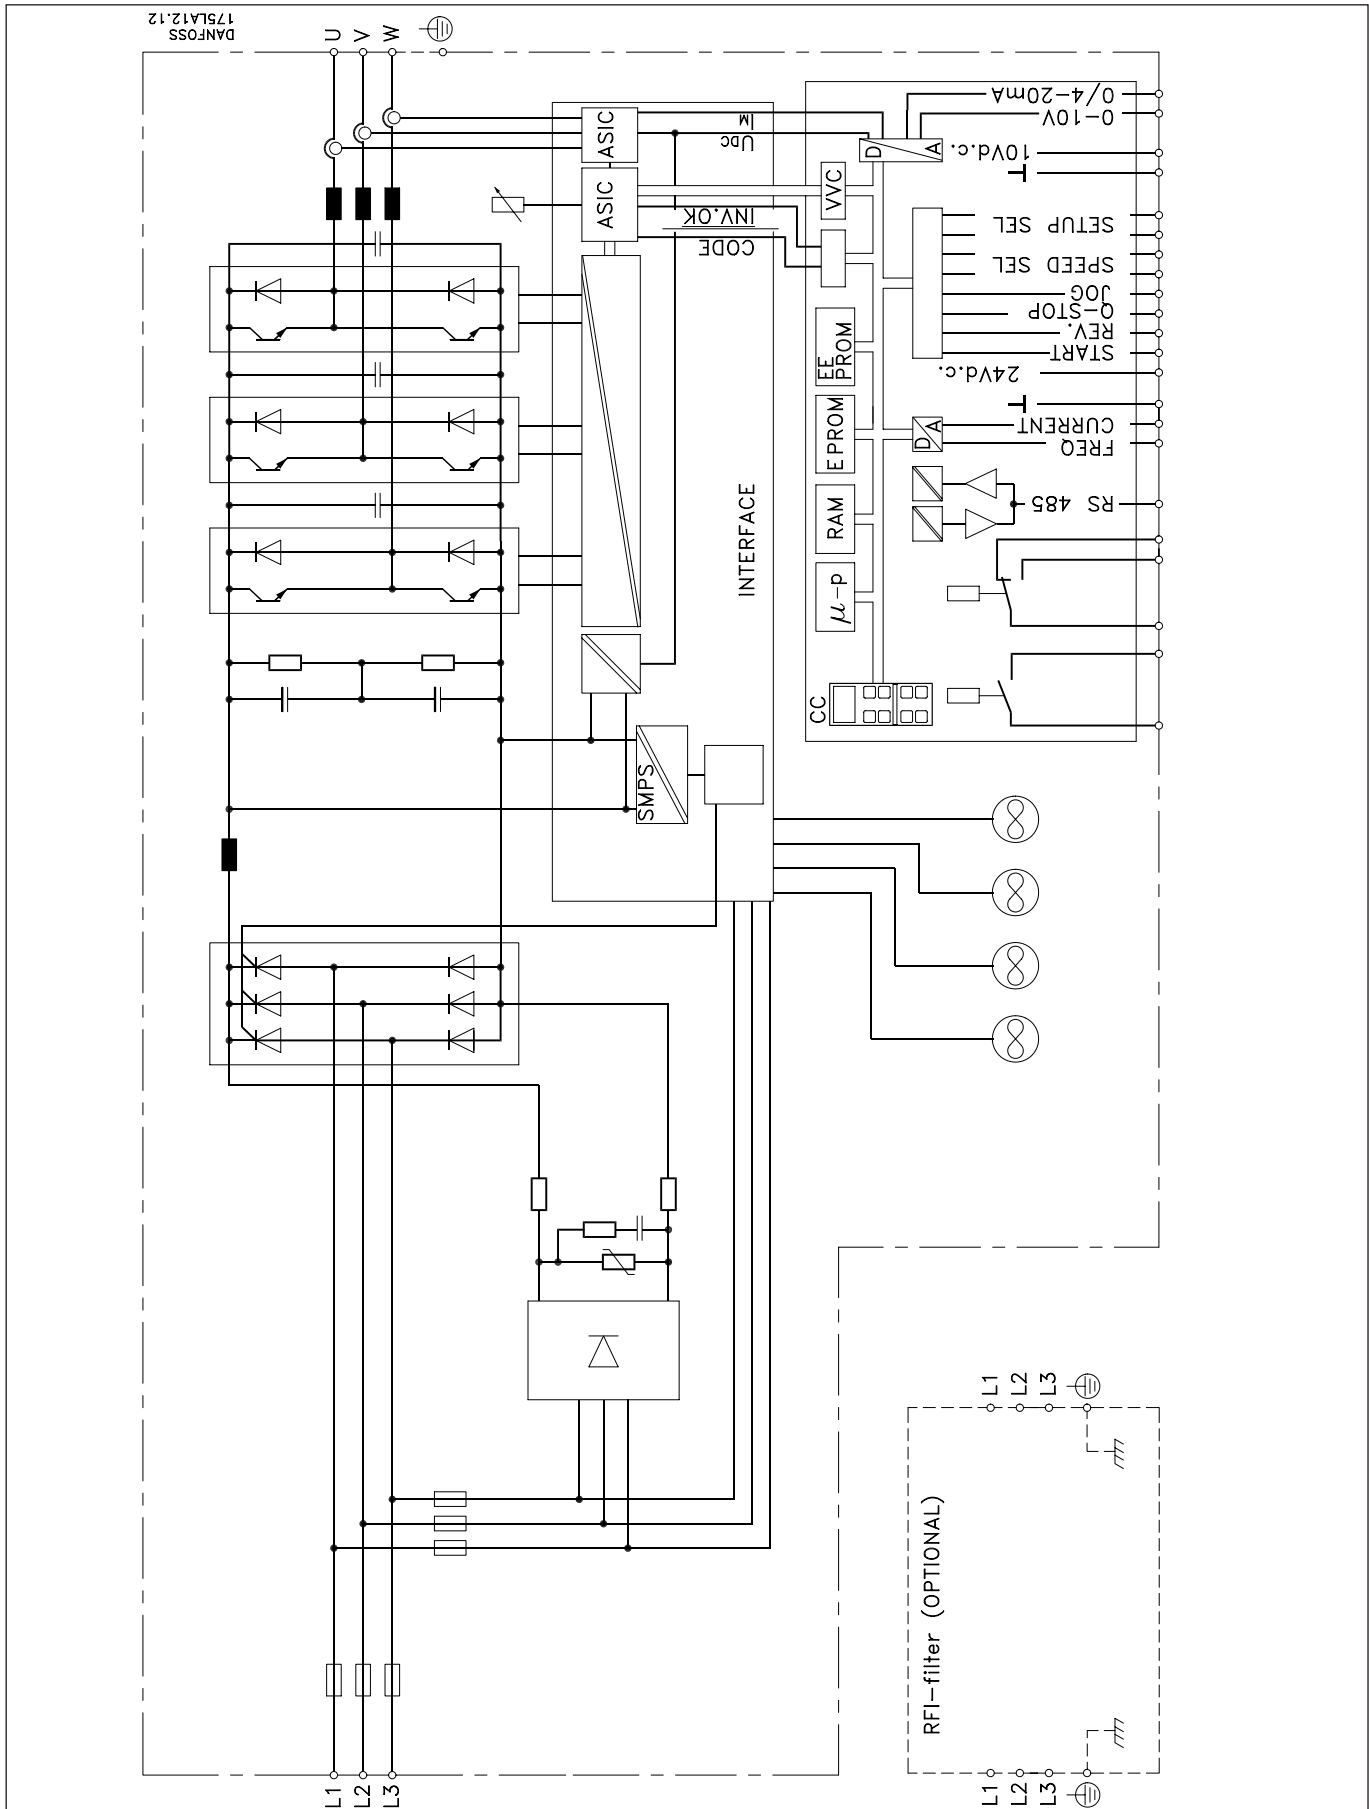 DANFOSS
175LA12.12
U
V
W
ASIC
ASIC
IM
UDC
INV.OK
CODE
INTERFACE
SMPS
D
A
VVC
EE
PROM
EPROM
RAM
μ-p
CC
D
A
0/4-20mA
0-10V
10Vd.c.
SETUP SEL
SPEED SEL
JOG
Q-STOP
REV.
START
24Vd.c.
CURRENT
FREQ
RS 485
L1
L2
L3
RFI-filter (OPTIONAL)
L1
L2
L3
L1
L2
L3